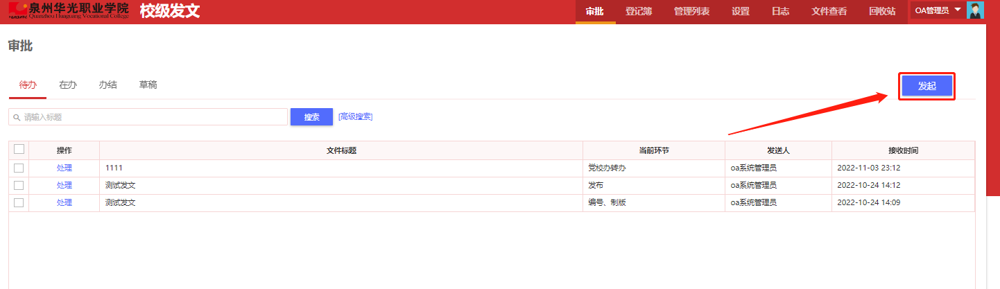 泉州华光职业学院
Quanzhou Huaguang Vocational College
校级发文
审批 登记簿 管理列表 设置 日志 文件查看 回收站 OA管理员
审批
待办 在办 办结 草稿 发起
请输入标题 搜索 [高级搜索]
操作 文件标题 当前环节 发送人 接收时间
处理 1111 党校办转办 oa系统管理员 2022-11-03 23:12
处理 测试发文 发布 oa系统管理员 2022-10-24 14:12
处理 测试发文 编号、制版 oa系统管理员 2022-10-24 14:09